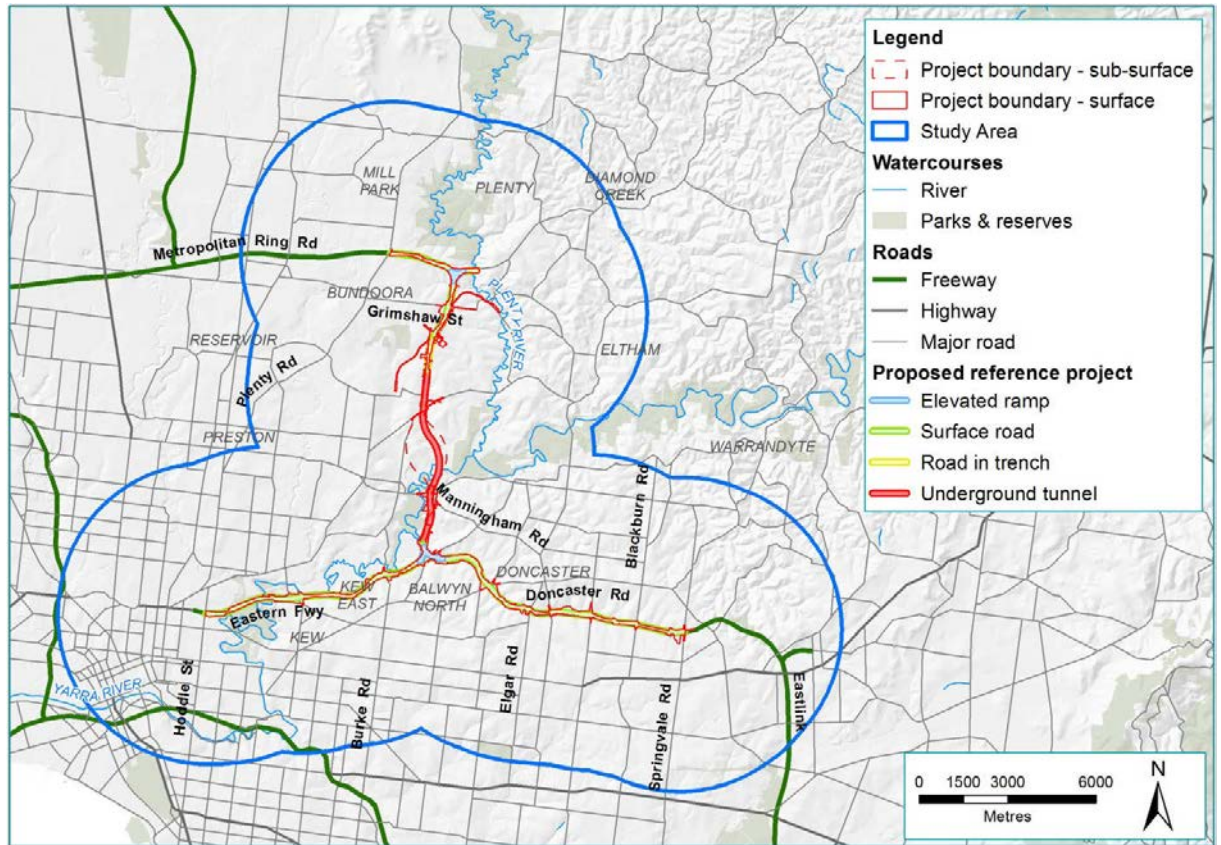 Legend
Project boundary - sub-surface
Project boundary - surface
Study Area
Watercourses
River
Parks & reserves
Roads
Freeway
Highway
Major road
Proposed reference project
Elevated ramp
Surface road
Road in trench
Underground tunnel
MILL
PARK
PLENTY
DIAMOND
CREEK
Metropolitan Ring Rd
BUNDOORA
PLENTY RIVER
Grimshaw St
RESERVOIR
ELTHAM
Plenty Rd
PRESTON
WARRANDYTE
Manningham Rd
Blackburn Rd
KEW
EAST
BALWYN
NORTH
DONCASTER
Doncaster Rd
Eastern Fwy
KEW
YARRA RIVER
Hoddle St
Burke Rd
Elgar Rd
Springvale Rd
Eastlink
0 1500 3000 6000
Metres
N